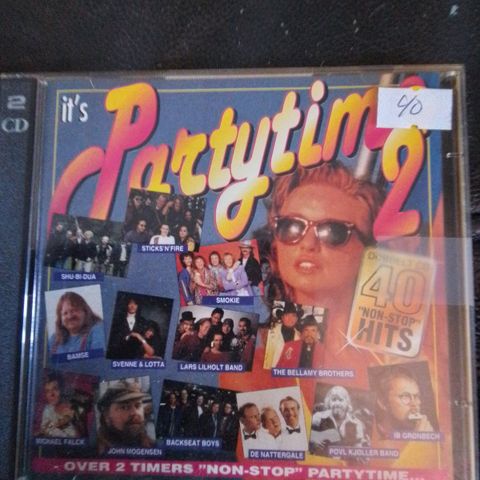 2
CD
it's
Partytime
2
40
DOUBLE CD
40
"NON-STOP"
HITS
SHU-BI-DUA
STICKS'N'FIRE
SMOKIE
BAMSE
SVENNE & LOTTA
LARS LILHOLT BAND
THE BELLAMY BROTHERS
MICHAEL FALCK
JOHN MOGENSEN
BACKSEAT BOYS
DE NATTERGALE
POVL KJØLLER BAND
IB GRØNBECH
- OVER 2 TIMERS "NON-STOP" PARTYTIME...